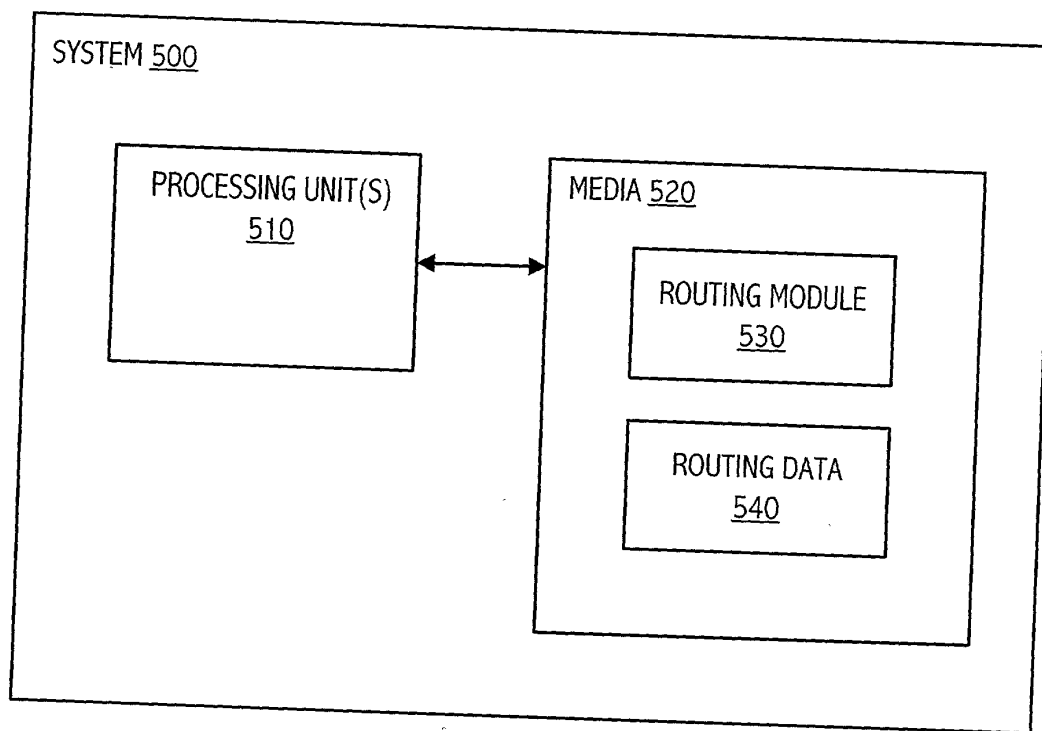 SYSTEM 500
PROCESSING UNIT(S)
510
MEDIA 520
ROUTING MODULE
530
ROUTING DATA
540